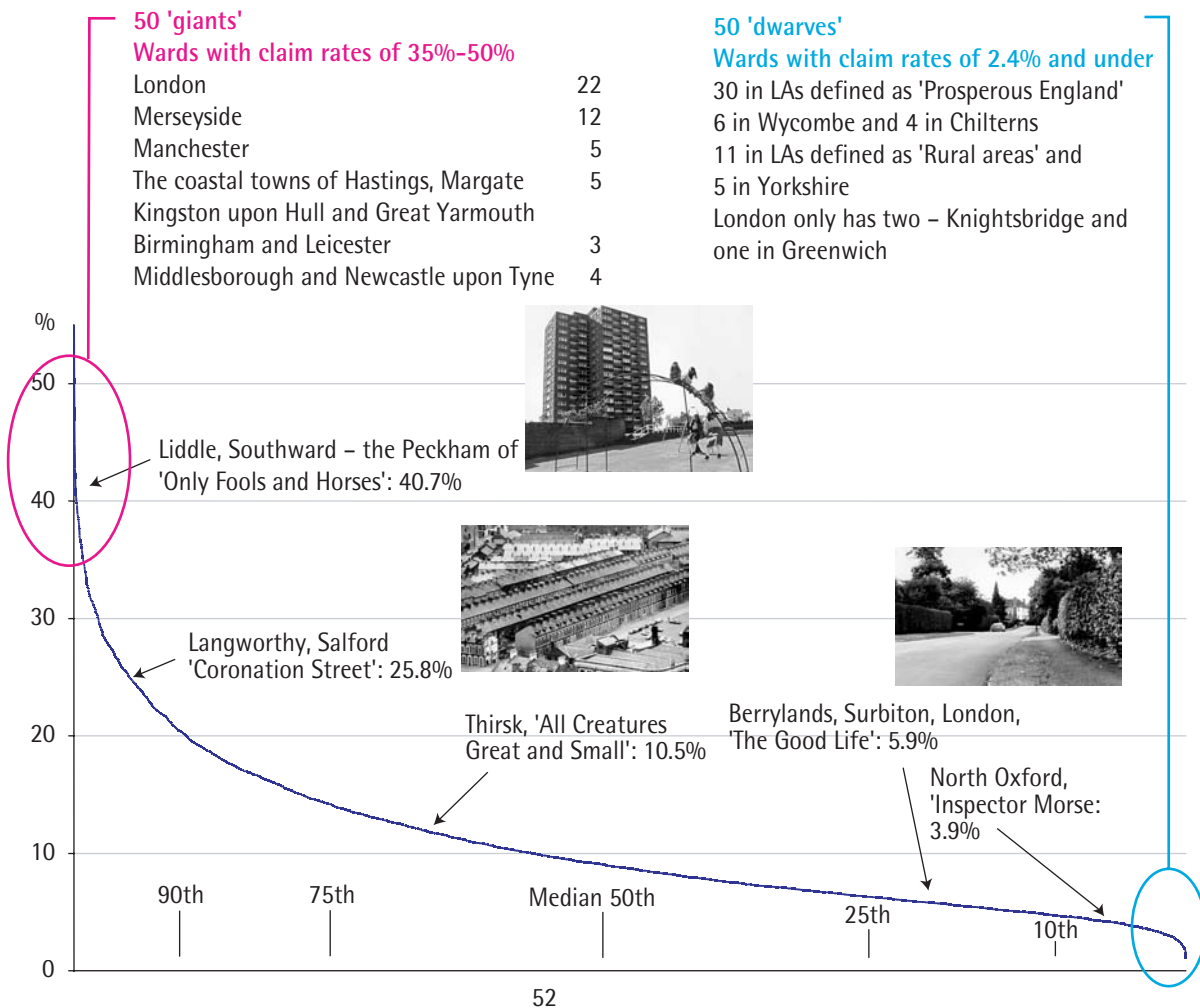 50 'giants'
Wards with claim rates of 35%-50%
London 22
Merseyside 12
Manchester 5
The coastal towns of Hastings, Margate 5
Kingston upon Hull and Great Yarmouth
Birmingham and Leicester 3
Middlesborough and Newcastle upon Tyne 4
50 'dwarves'
Wards with claim rates of 2.4% and under
30 in LAs defined as 'Prosperous England'
6 in Wycombe and 4 in Chilterns
11 in LAs defined as 'Rural areas' and
5 in Yorkshire
London only has two – Knightsbridge and
one in Greenwich
%
50
40
30
20
10
0
Liddle, Southward – the Peckham of
'Only Fools and Horses': 40.7%
Langworthy, Salford
'Coronation Street': 25.8%
Thirsk, 'All Creatures
Great and Small': 10.5%
Berrylands, Surbiton, London,
'The Good Life': 5.9%
North Oxford,
'Inspector Morse:
3.9%
90th
75th
Median 50th
25th
10th
52